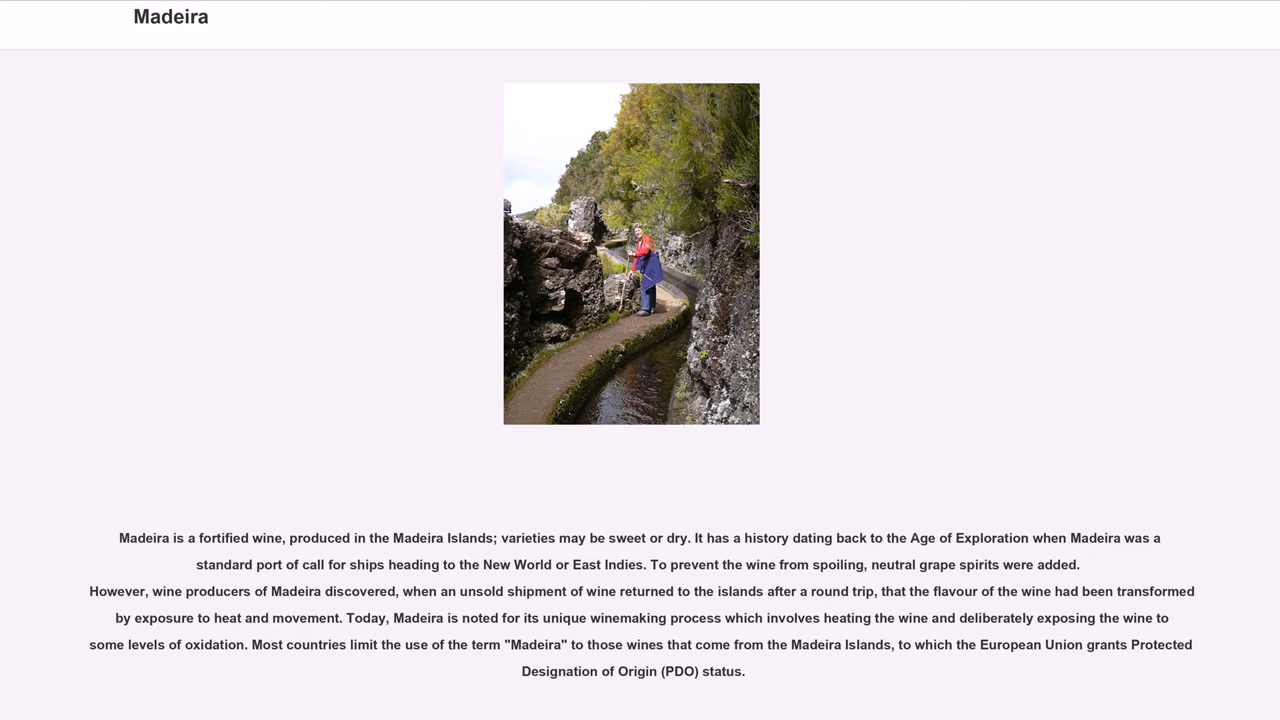 Madeira
Madeira is a fortified wine, produced in the Madeira Islands; varieties may be sweet or dry. It has a history dating back to the Age of Exploration when Madeira was a
standard port of call for ships heading to the New World or East Indies. To prevent the wine from spoiling, neutral grape spirits were added.
However, wine producers of Madeira discovered, when an unsold shipment of wine returned to the islands after a round trip, that the flavour of the wine had been transformed
by exposure to heat and movement. Today, Madeira is noted for its unique winemaking process which involves heating the wine and deliberately exposing the wine to
some levels of oxidation. Most countries limit the use of the term "Madeira" to those wines that come from the Madeira Islands, to which the European Union grants Protected
Designation of Origin (PDO) status.